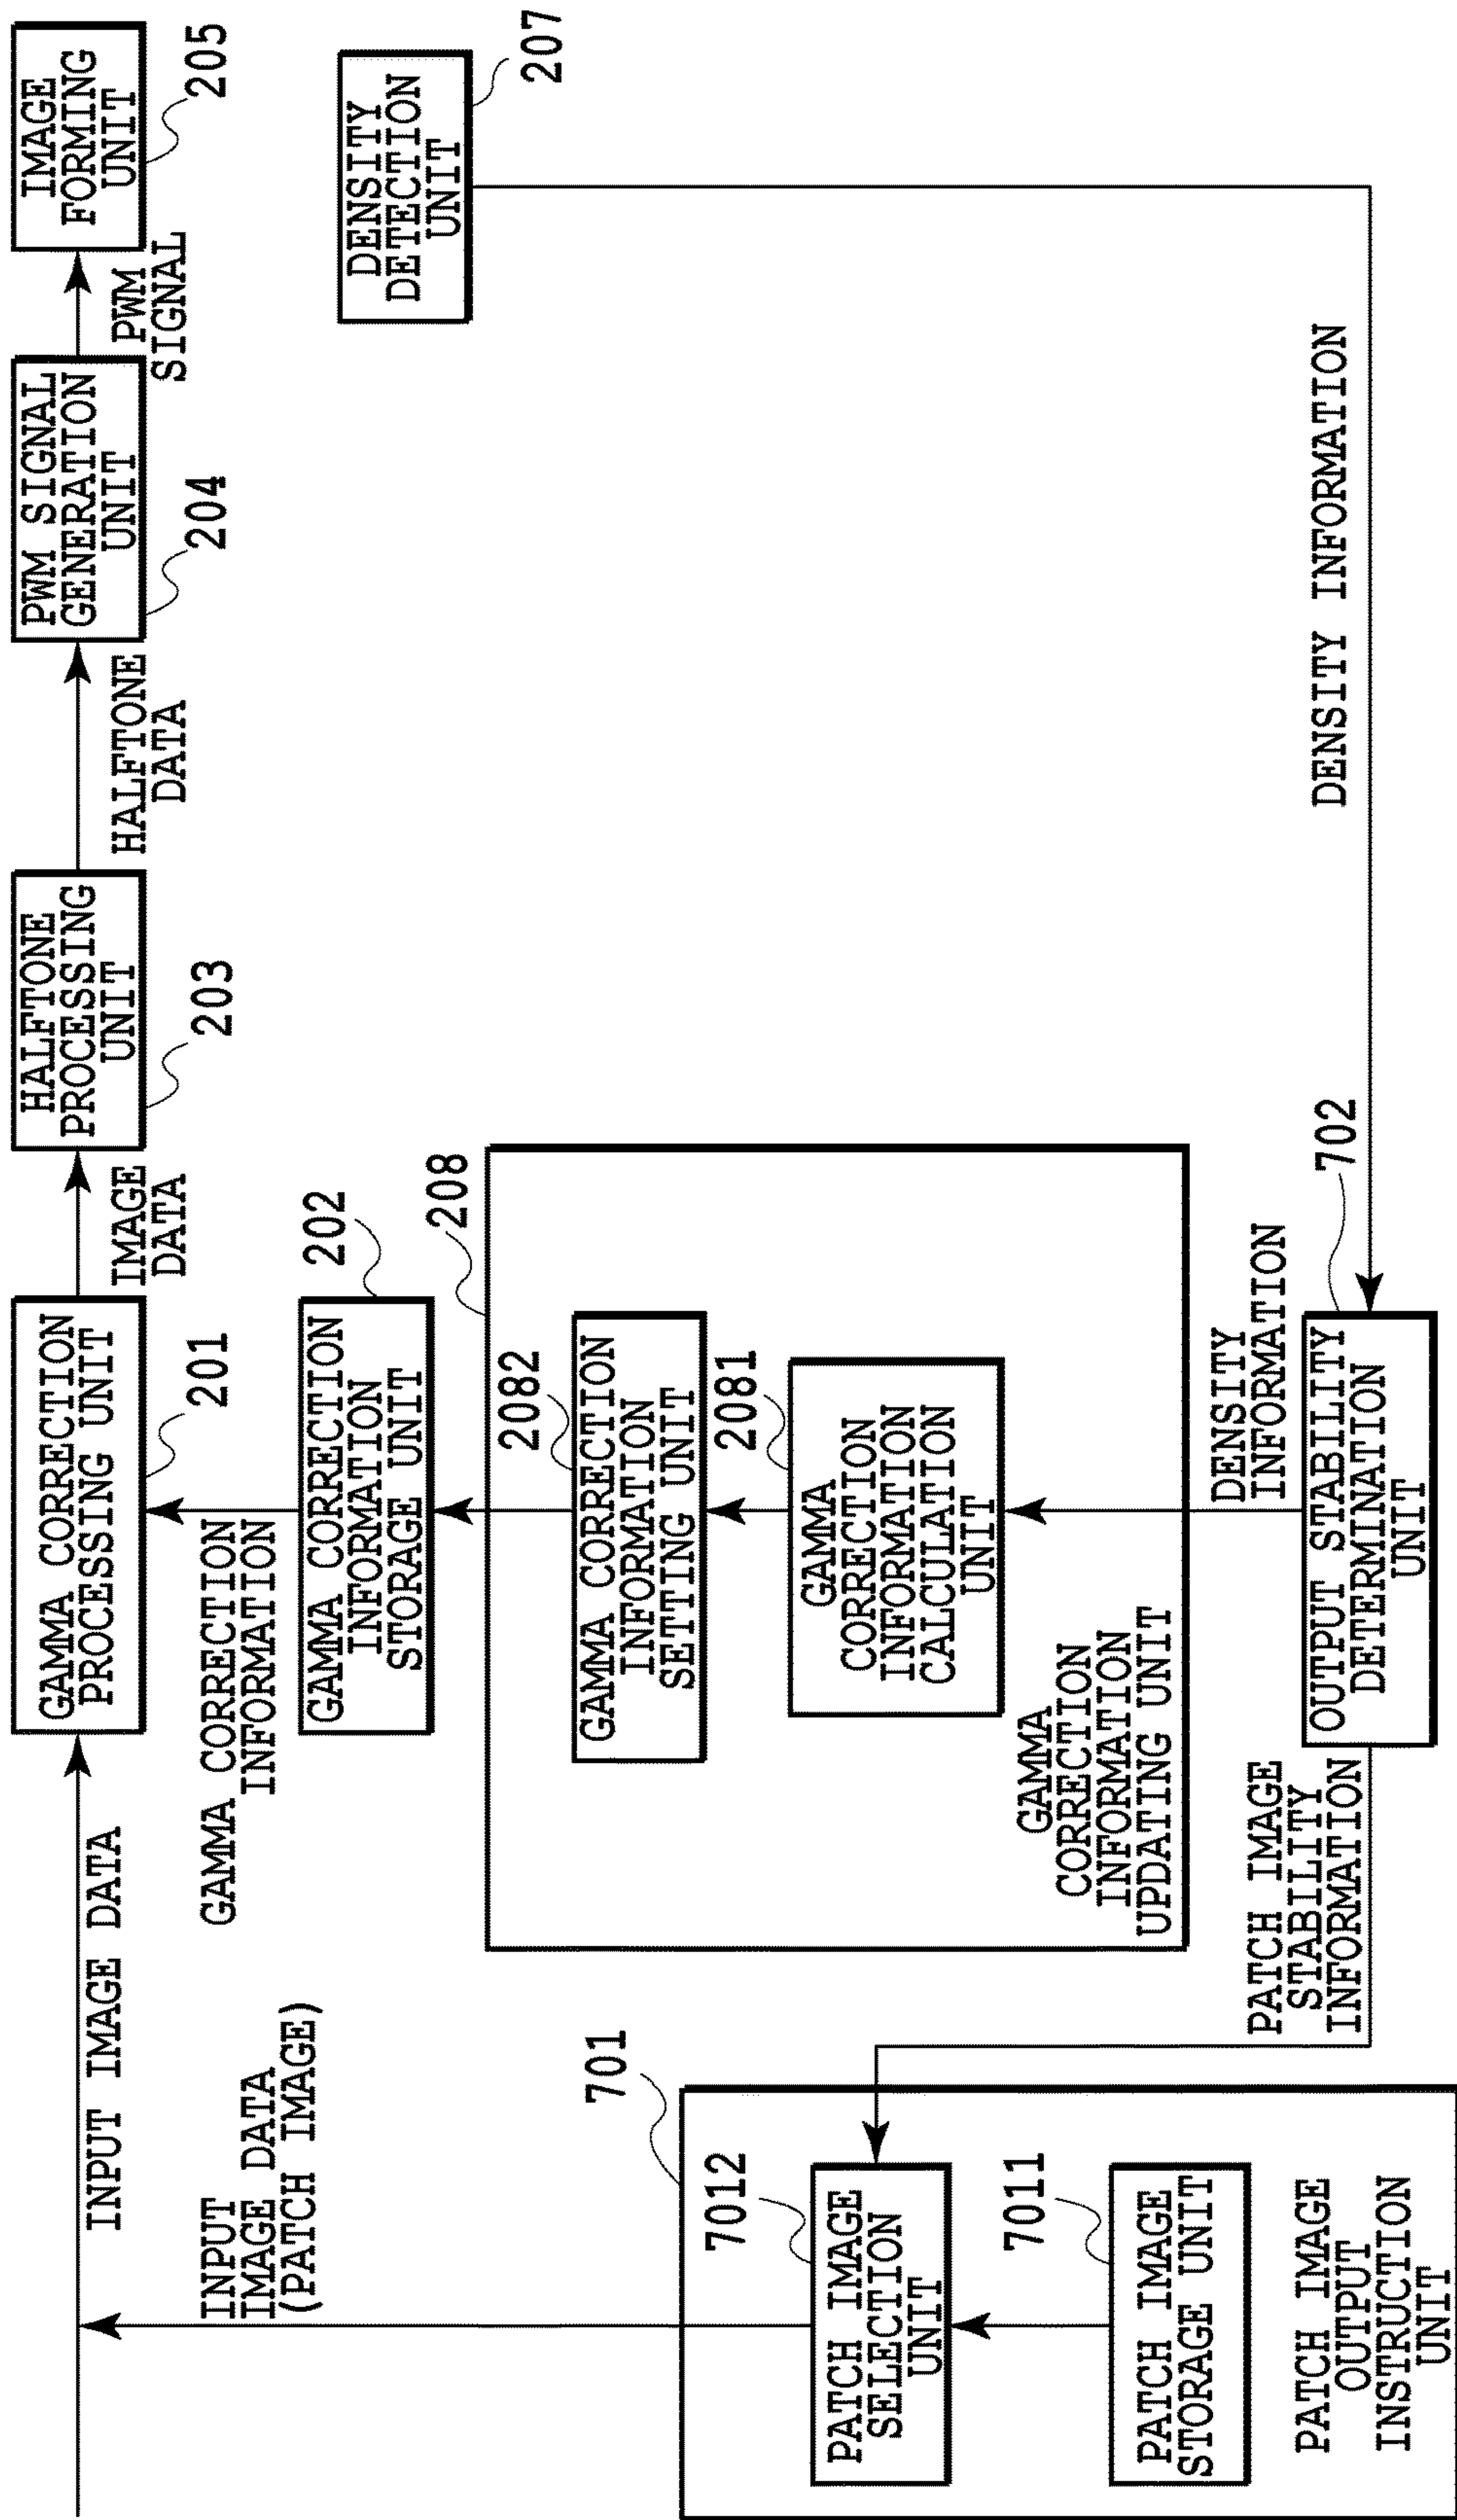 INPUT IMAGE DATA
GAMMA CORRECTION
PROCESSING UNIT
201
IMAGE
DATA
HALFTONE
PROCESSING
UNIT
203
HALFTONE
DATA
PWM SIGNAL
GENERATION
UNIT
204
PWM
SIGNAL
IMAGE
FORMING
UNIT
205
INPUT
IMAGE DATA
(PATCH IMAGE)
GAMMA CORRECTION
INFORMATION
GAMMA CORRECTION
INFORMATION
STORAGE UNIT
202
208
DENSITY
DETECTION
UNIT
207
GAMMA CORRECTION
INFORMATION
SETTING UNIT
2082
GAMMA
CORRECTION
INFORMATION
CALCULATION
UNIT
2081
GAMMA
CORRECTION
INFORMATION
UPDATING UNIT
701
PATCH IMAGE
SELECTION
UNIT
7012
PATCH IMAGE
STORAGE UNIT
7011
PATCH IMAGE
OUTPUT
INSTRUCTION
UNIT
PATCH IMAGE
STABILITY
INFORMATION
DENSITY
INFORMATION
OUTPUT STABILITY
DETERMINATION
UNIT
702
DENSITY INFORMATION